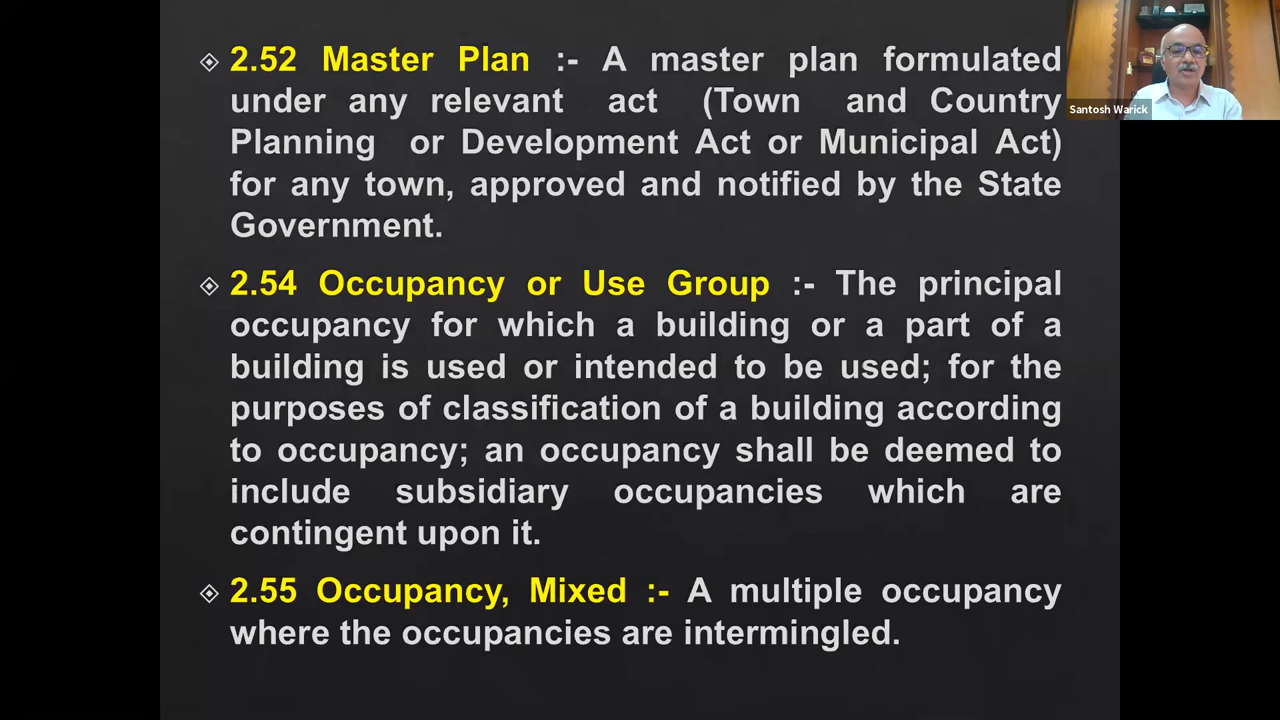 2.52 Master Plan :- A master plan formulated
under any relevant act (Town and Country
Planning or Development Act or Municipal Act)
for any town, approved and notified by the State
Government.
2.54 Occupancy or Use Group :- The principal
occupancy for which a building or a part of a
building is used or intended to be used; for the
purposes of classification of a building according
to occupancy; an occupancy shall be deemed to
include subsidiary occupancies which are
contingent upon it.
2.55 Occupancy, Mixed :- A multiple occupancy
where the occupancies are intermingled.
Santosh Warick